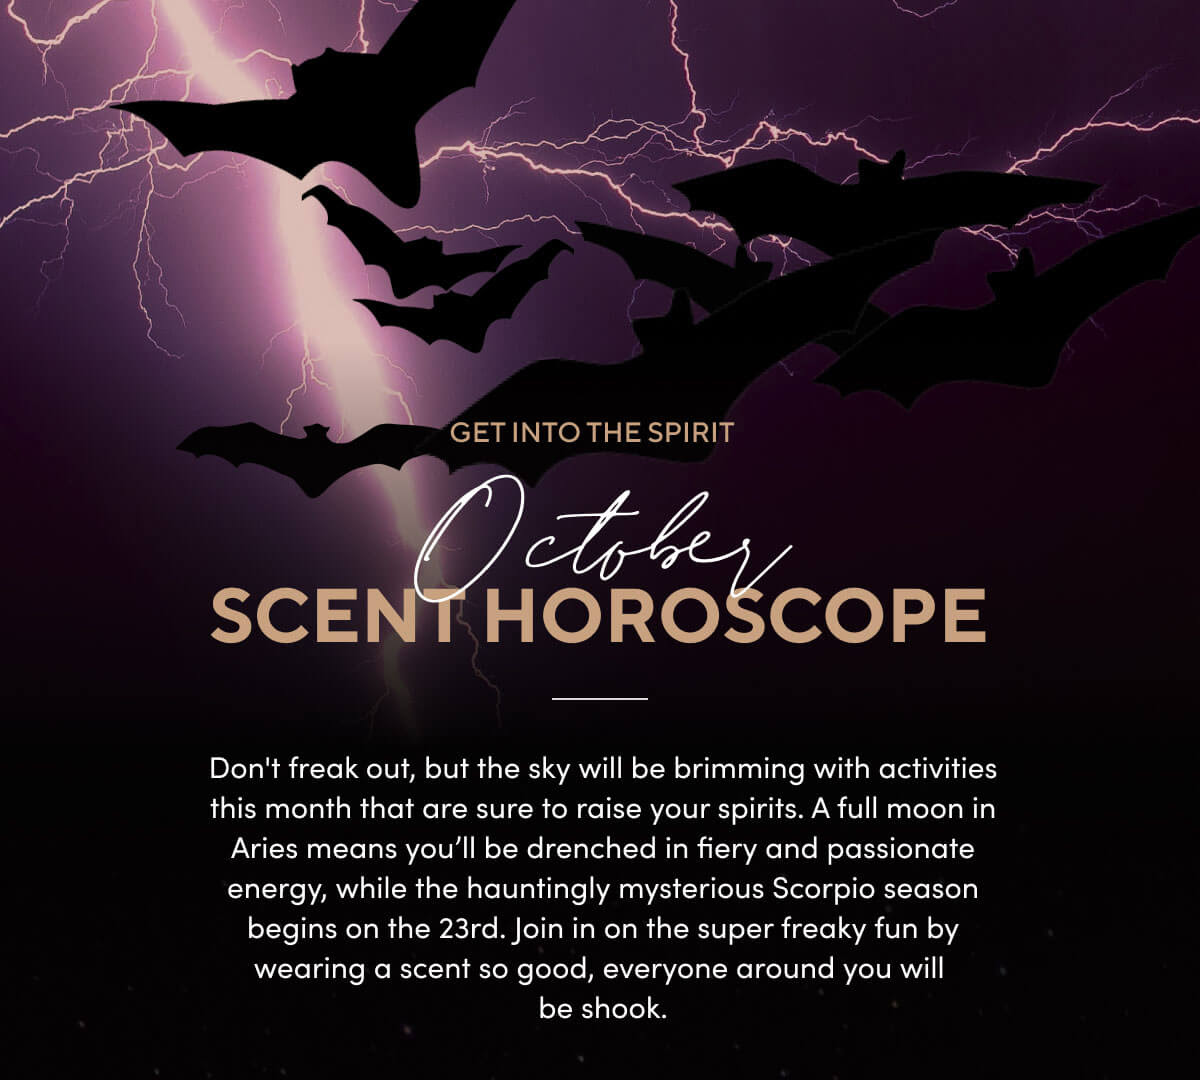 GET INTO THE SPIRIT
October
SCENT HOROSCOPE
Don't freak out, but the sky will be brimming with activities
this month that are sure to raise your spirits. A full moon in
Aries means you’ll be drenched in fiery and passionate
energy, while the hauntingly mysterious Scorpio season
begins on the 23rd. Join in on the super freaky fun by
wearing a scent so good, everyone around you will
be shook.